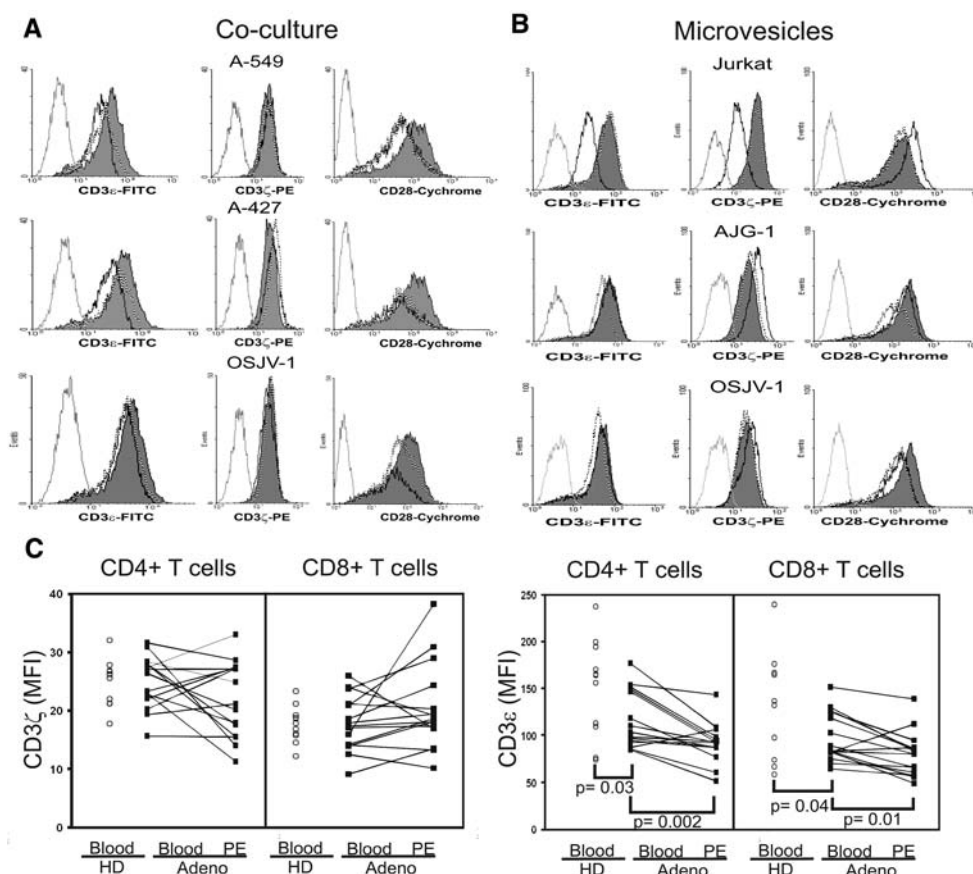 A
Co-culture
A-549
CD3ε-FITC
CD3ζ-PE
CD28-Cychrome
A-427
CD3ε-FITC
CD3ζ-PE
CD28-Cychrome
OSJV-1
Events
CD3ε-FITC
CD3ζ-PE
CD28-Cychrome
B
Microvesicles
Jurkat
Events
CD3ε-FITC
CD3ζ-PE
CD28-Cychrome
AJG-1
Events
CD3ε-FITC
CD3ζ-PE
CD28-Cychrome
OSJV-1
Events
CD3ε-FITC
CD3ζ-PE
CD28-Cychrome
C
CD4+ T cells
CD8+ T cells
CD3ζ (MFI)
40
30
20
10
0
Blood
Blood
PE
Blood
Blood
PE
HD
Adeno
HD
Adeno
CD4+ T cells
CD8+ T cells
CD3ε (MFI)
250
200
150
100
50
0
p= 0.03
p= 0.002
p= 0.04
p= 0.01
Blood
Blood
PE
Blood
Blood
PE
HD
Adeno
HD
Adeno